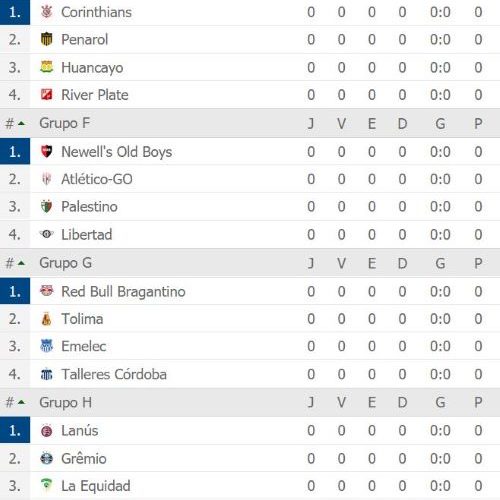 1. Corinthians 0 0 0 0 0:0 0
2. Penarol 0 0 0 0 0:0 0
3. Huancayo 0 0 0 0 0:0 0
4. River Plate 0 0 0 0 0:0 0
# Grupo F J V E D G P
1. Newell's Old Boys 0 0 0 0 0:0 0
2. Atlético-GO 0 0 0 0 0:0 0
3. Palestino 0 0 0 0 0:0 0
4. Libertad 0 0 0 0 0:0 0
# Grupo G J V E D G P
1. Red Bull Bragantino 0 0 0 0 0:0 0
2. Tolima 0 0 0 0 0:0 0
3. Emelec 0 0 0 0 0:0 0
4. Talleres Córdoba 0 0 0 0 0:0 0
# Grupo H J V E D G P
1. Lanús 0 0 0 0 0:0 0
2. Grêmio 0 0 0 0 0:0 0
3. La Equidad 0 0 0 0 0:0 0